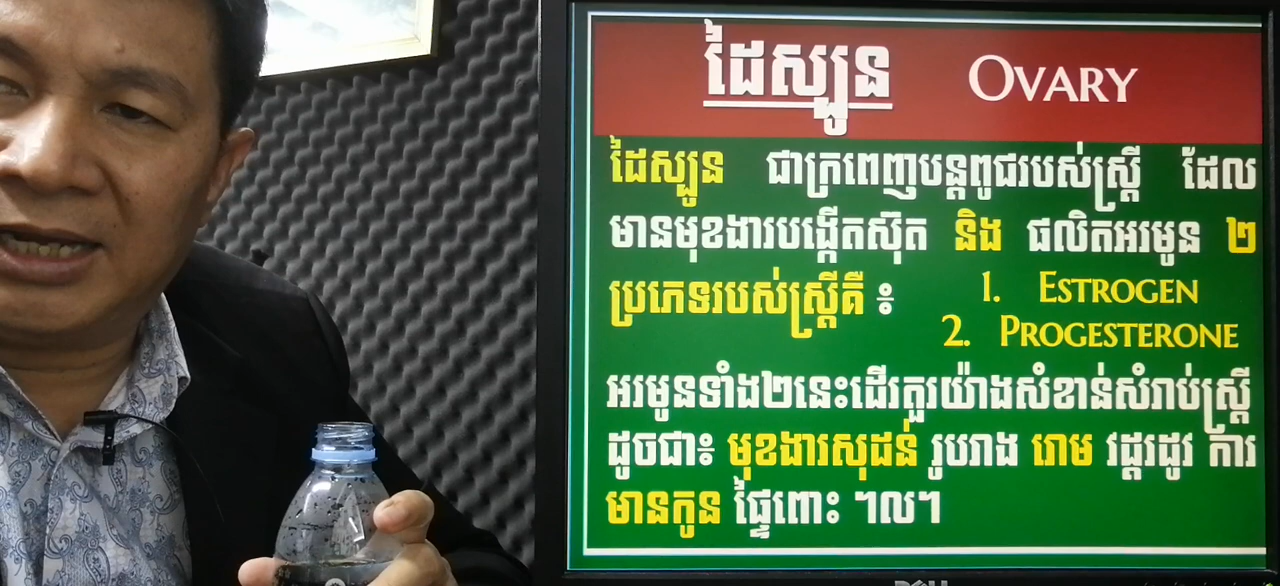 ដៃស្បូន OVARY
ដៃស្បូន ជាក្រពេញបន្តពូជរបស់ស្ត្រី ដែល
មានមុខងារបង្កើតស៊ុត និង ផលិតអរមូន ២
ប្រភេទរបស់ស្ត្រីគឺ ៖ 1. ESTROGEN
2. PROGESTERONE
អរមូនទាំង២នេះដើរតួរយ៉ាងសំខាន់សំរាប់ស្ត្រី
ដូចជា៖ មុខងារសុដន់ រូបរាង រោម វដ្តរដូវ ការ
មានកូន ផ្ទៃពោះ ។ល។